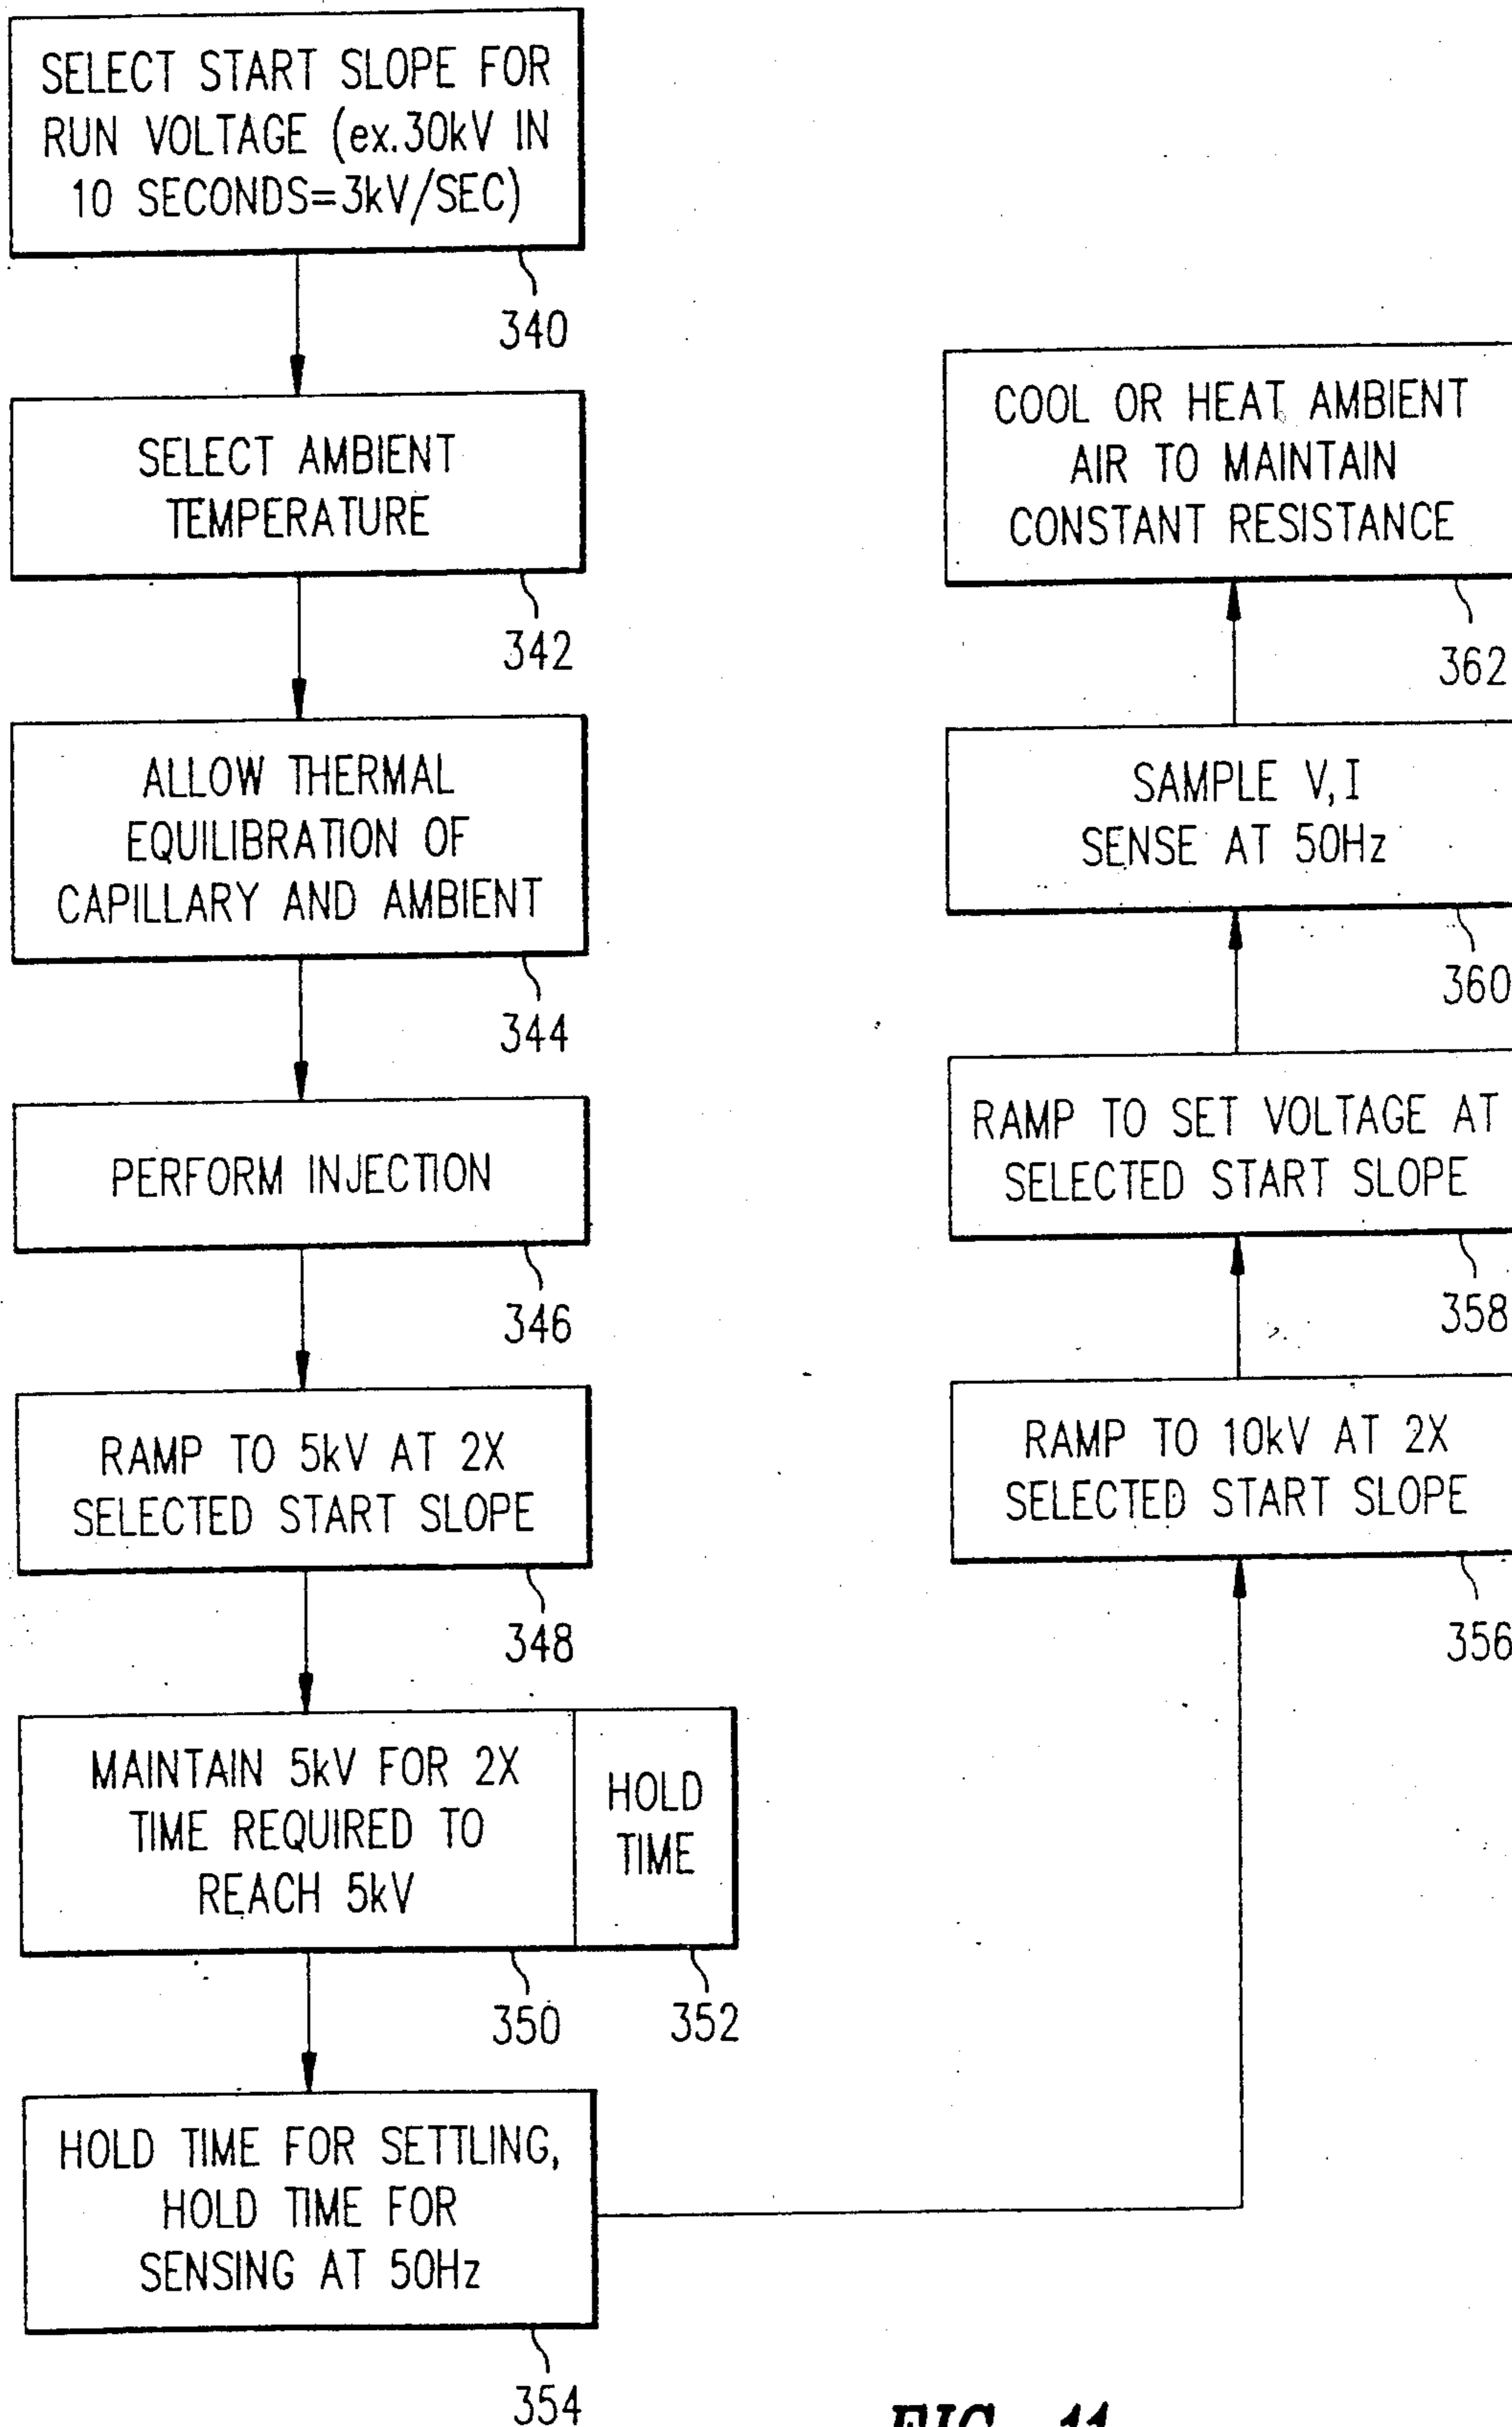 SELECT START SLOPE FOR
RUN VOLTAGE (ex.30kV IN
10 SECONDS=3kV/SEC)
340
SELECT AMBIENT
TEMPERATURE
342
ALLOW THERMAL
EQUILIBRATION OF
CAPILLARY AND AMBIENT
344
PERFORM INJECTION
346
RAMP TO 5kV AT 2X
SELECTED START SLOPE
348
MAINTAIN 5kV FOR 2X
TIME REQUIRED TO
REACH 5kV
350
HOLD
TIME
352
HOLD TIME FOR SETTLING,
HOLD TIME FOR
SENSING AT 50Hz
354
RAMP TO 10kV AT 2X
SELECTED START SLOPE
356
RAMP TO SET VOLTAGE AT
SELECTED START SLOPE
358
SAMPLE V,I
SENSE AT 50Hz
360
COOL OR HEAT AMBIENT
AIR TO MAINTAIN
CONSTANT RESISTANCE
362
FIG. 11